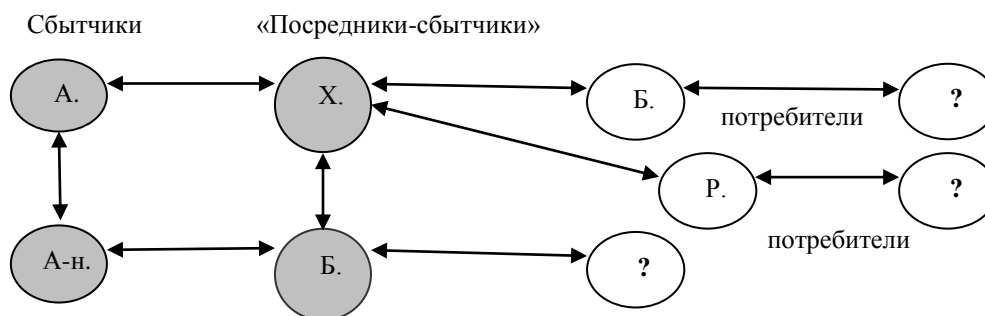 Сбытчики «Посредники-сбытчики»
А. Х. Б. ?
потребители
Р. ?
потребители
А-н. Б. ?